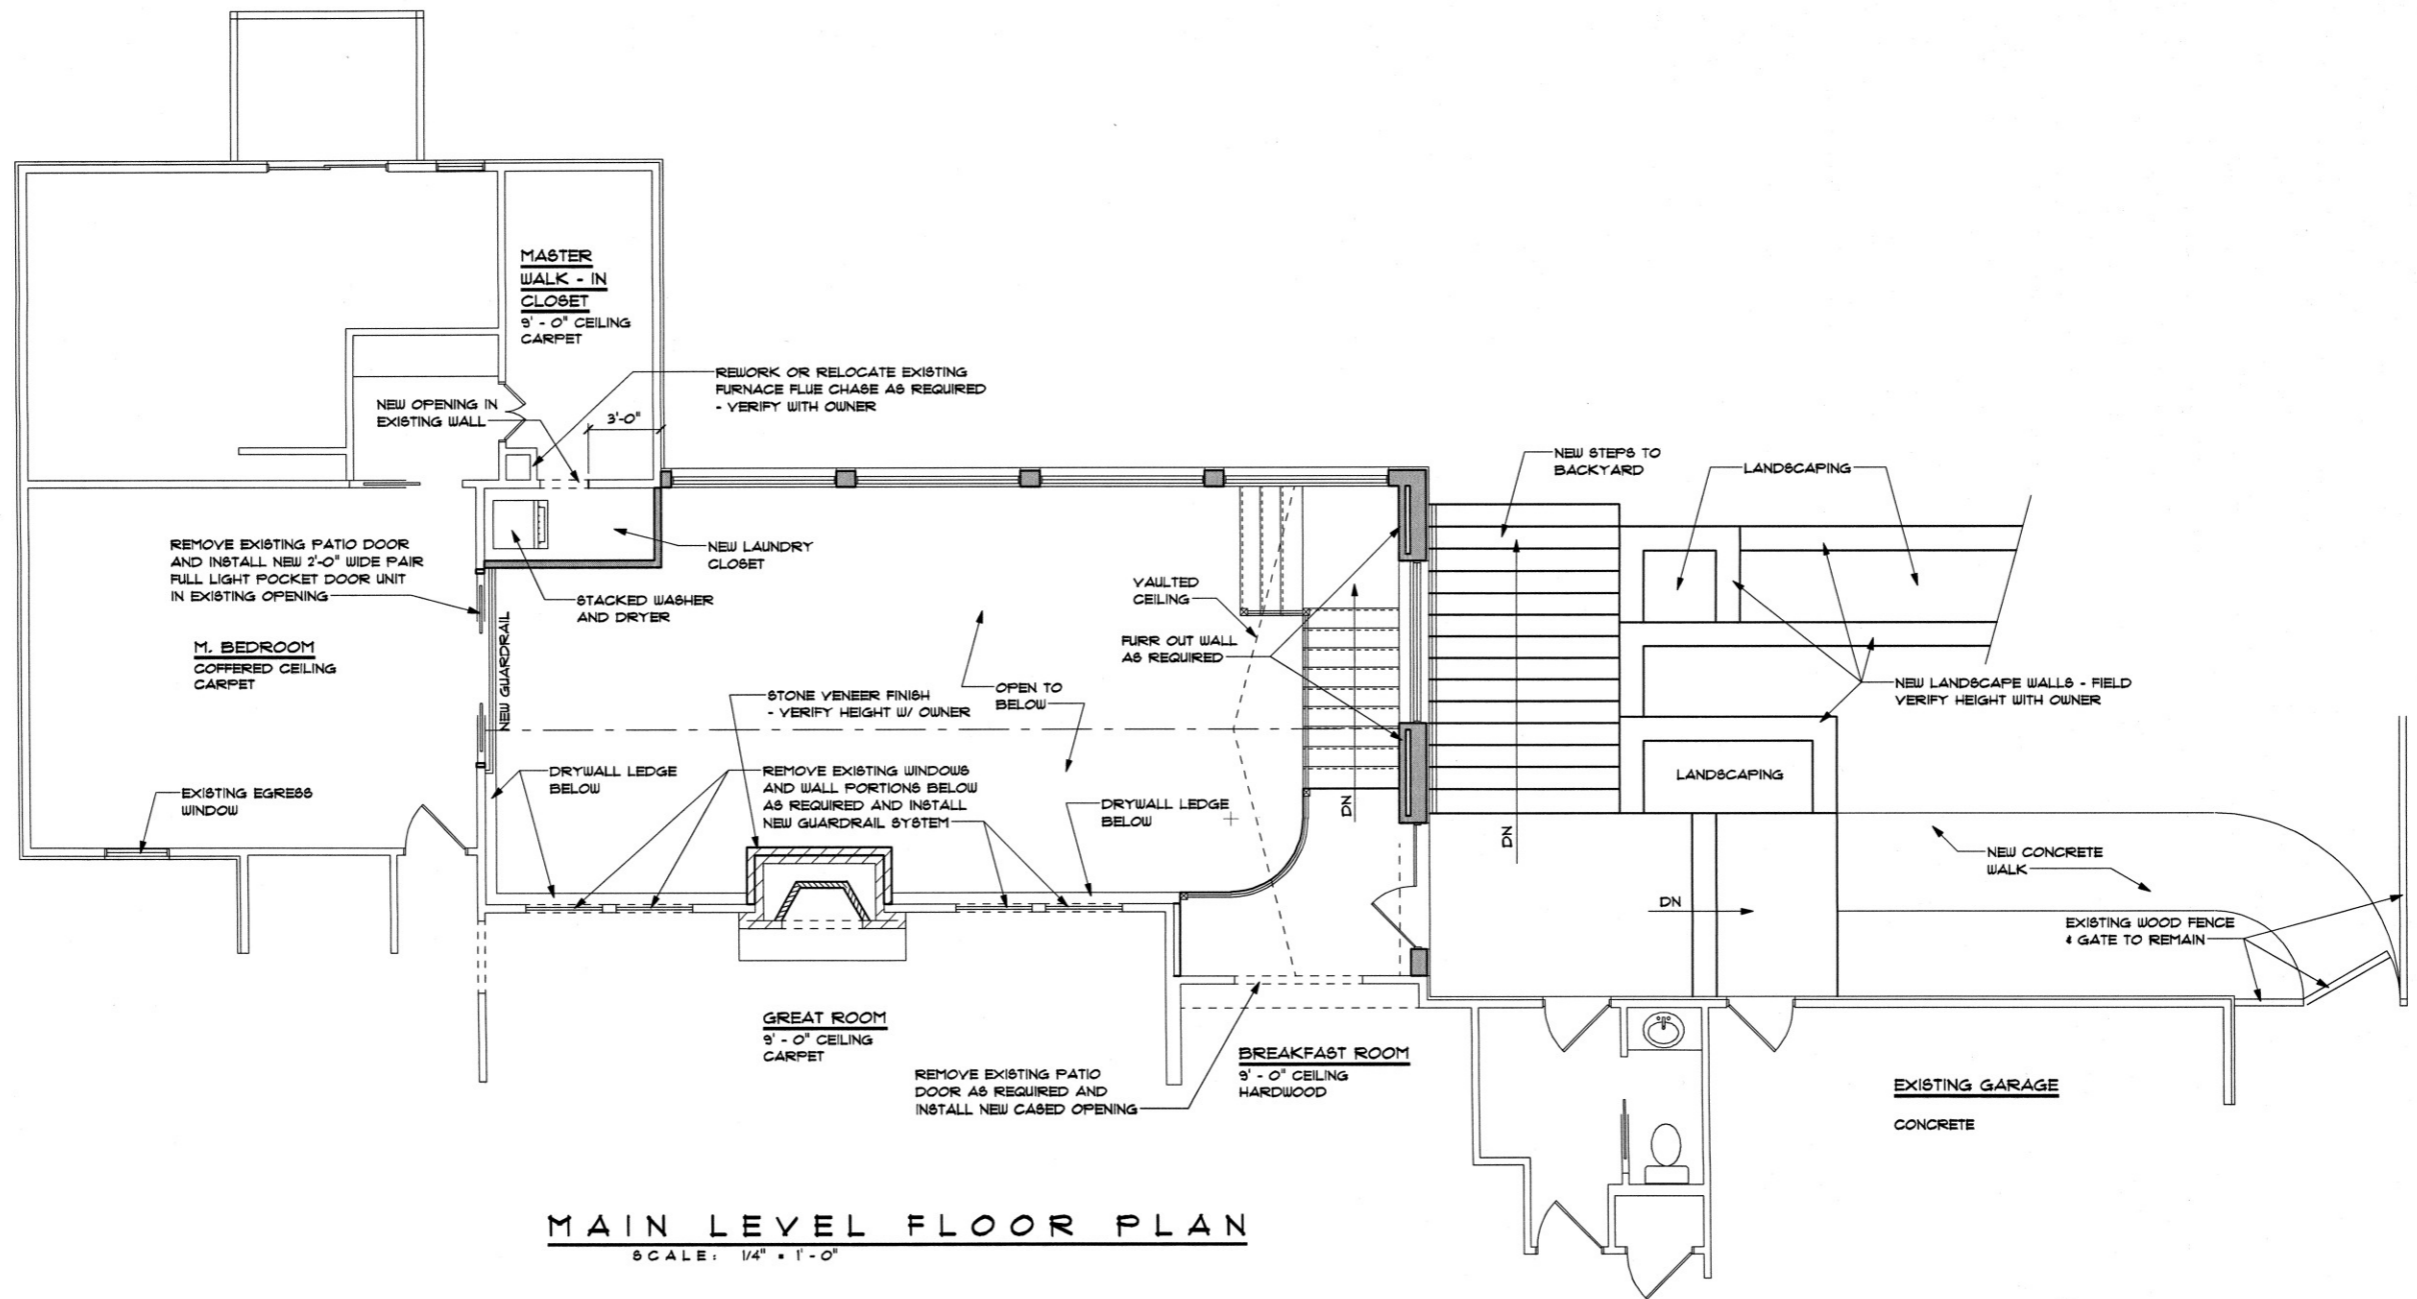 MASTER
WALK - IN
CLOSET
9' - 0" CEILING
CARPET
REWORK OR RELOCATE EXISTING
FURNACE FLUE CHASE AS REQUIRED
- VERIFY WITH OWNER
NEW OPENING IN
EXISTING WALL
3'-0"
NEW STEPS TO
BACKYARD
LANDSCAPING
REMOVE EXISTING PATIO DOOR
AND INSTALL NEW 2'-0" WIDE PAIR
FULL LIGHT POCKET DOOR UNIT
IN EXISTING OPENING
NEW LAUNDRY
CLOSET
STACKED WASHER
AND DRYER
VAULTED
CEILING
FURR OUT WALL
AS REQUIRED
M. BEDROOM
COFFERED CEILING
CARPET
NEW GUARDRAIL
STONE VENEER FINISH
- VERIFY HEIGHT W/ OWNER
OPEN TO
BELOW
NEW LANDSCAPE WALLS - FIELD
VERIFY HEIGHT WITH OWNER
EXISTING EGRESS
WINDOW
DRYWALL LEDGE
BELOW
REMOVE EXISTING WINDOWS
AND WALL PORTIONS BELOW
AS REQUIRED AND INSTALL
NEW GUARDRAIL SYSTEM
DRYWALL LEDGE
BELOW
DN
DN
LANDSCAPING
NEW CONCRETE
WALK
DN
EXISTING WOOD FENCE
& GATE TO REMAIN
GREAT ROOM
9' - 0" CEILING
CARPET
REMOVE EXISTING PATIO
DOOR AS REQUIRED AND
INSTALL NEW CASED OPENING
BREAKFAST ROOM
9' - 0" CEILING
HARDWOOD
EXISTING GARAGE
CONCRETE
MAIN LEVEL FLOOR PLAN
SCALE: 1/4" = 1' - 0"